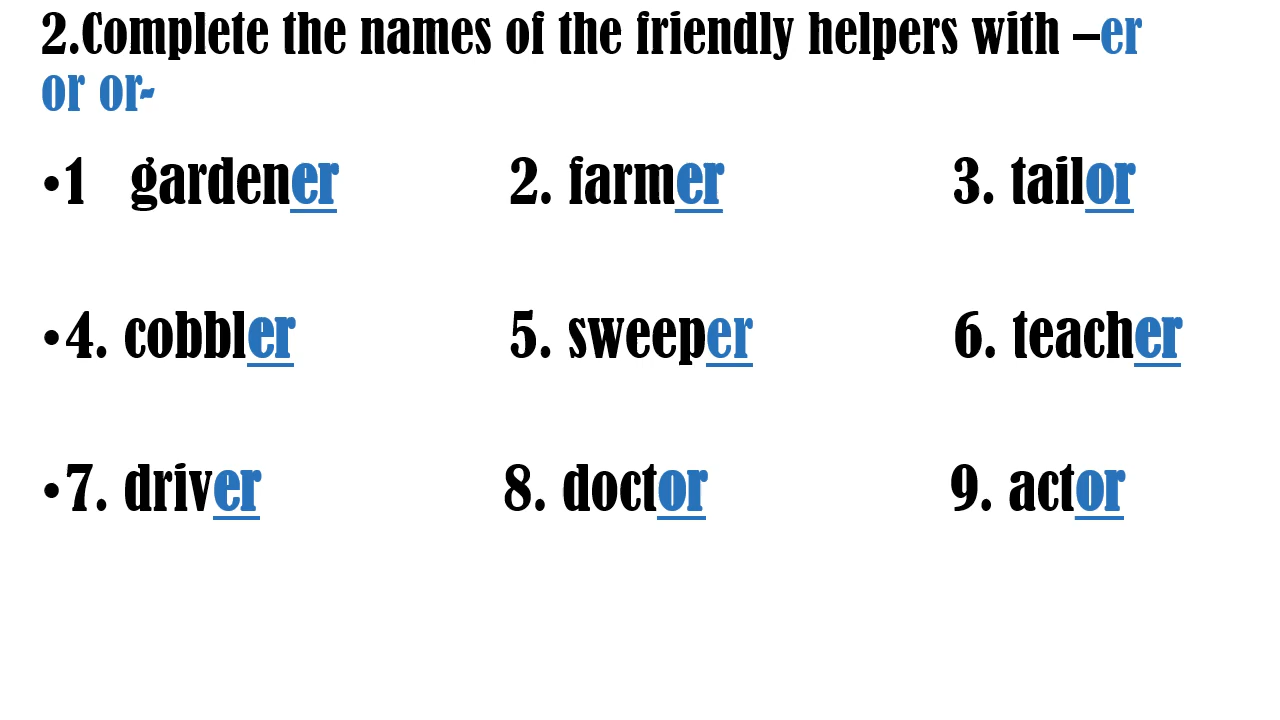 2.Complete the names of the friendly helpers with –er
or or-
•1 gardener 2. farmer 3. tailor
•4. cobbler 5. sweeper 6. teacher
•7. driver 8. doctor 9. actor